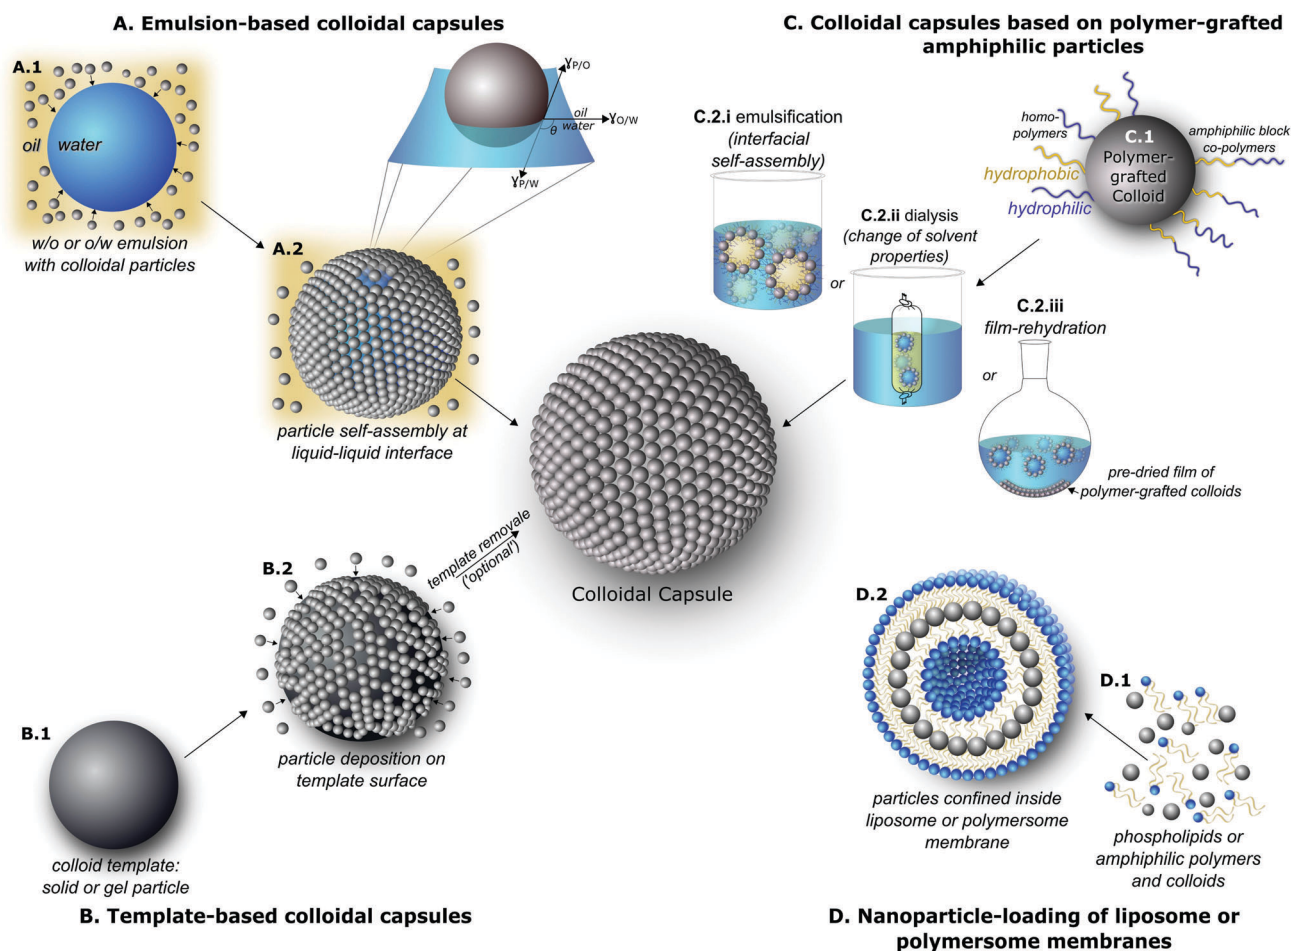 A. Emulsion-based colloidal capsules
A.1
oil
water
w/o or o/w emulsion
with colloidal particles
γP/O
oil
water
γO/W
θ
γP/W
A.2
particle self-assembly at
liquid-liquid interface
C. Colloidal capsules based on polymer-grafted
amphiphilic particles
homo-
polymers
hydrophobic
hydrophilic
C.1
Polymer-
grafted
Colloid
amphiphilic block
co-polymers
C.2.i emulsification
(interfacial
self-assembly)
or
C.2.ii dialysis
(change of solvent
properties)
or
C.2.iii
film-rehydration
pre-dried film of
polymer-grafted colloids
Colloidal Capsule
B.1
colloid template:
solid or gel particle
B.2
particle deposition on
template surface
template removale
('optional')
B. Template-based colloidal capsules
D.2
particles confined inside
liposome or polymersome
membrane
D.1
phospholipids or
amphiphilic polymers
and colloids
D. Nanoparticle-loading of liposome or
polymersome membranes